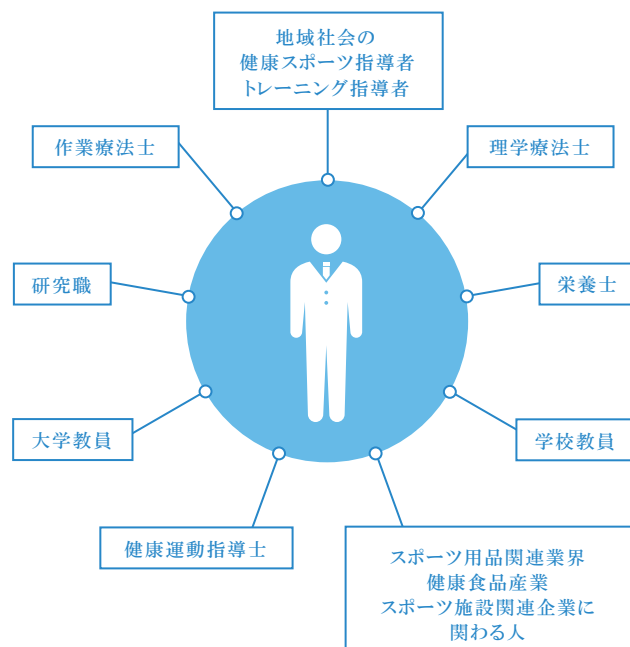 地域社会の
健康スポーツ指導者
トレーニング指導者
作業療法士
理学療法士
研究職
栄養士
大学教員
学校教員
健康運動指導士
スポーツ用品関連業界
健康食品産業
スポーツ施設関連企業に
関わる人